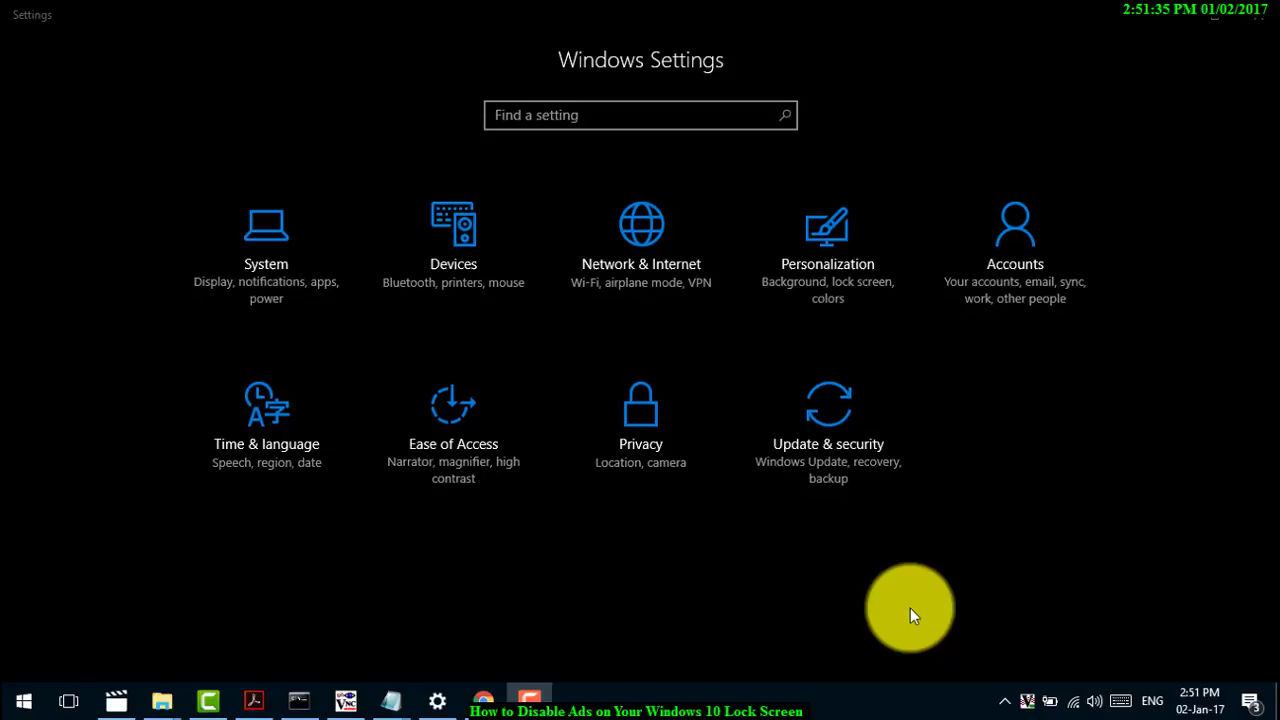 Settings
2:51:35 PM 01/02/2017
Windows Settings
Find a setting
System
Display, notifications, apps,
power
Devices
Bluetooth, printers, mouse
Network & Internet
Wi-Fi, airplane mode, VPN
Personalization
Background, lock screen,
colors
Accounts
Your accounts, email, sync,
work, other people
Time & language
Speech, region, date
Ease of Access
Narrator, magnifier, high
contrast
Privacy
Location, camera
Update & security
Windows Update, recovery,
backup
ENG
2:51 PM
02-Jan-17
3
How to Disable Ads on Your Windows 10 Lock Screen